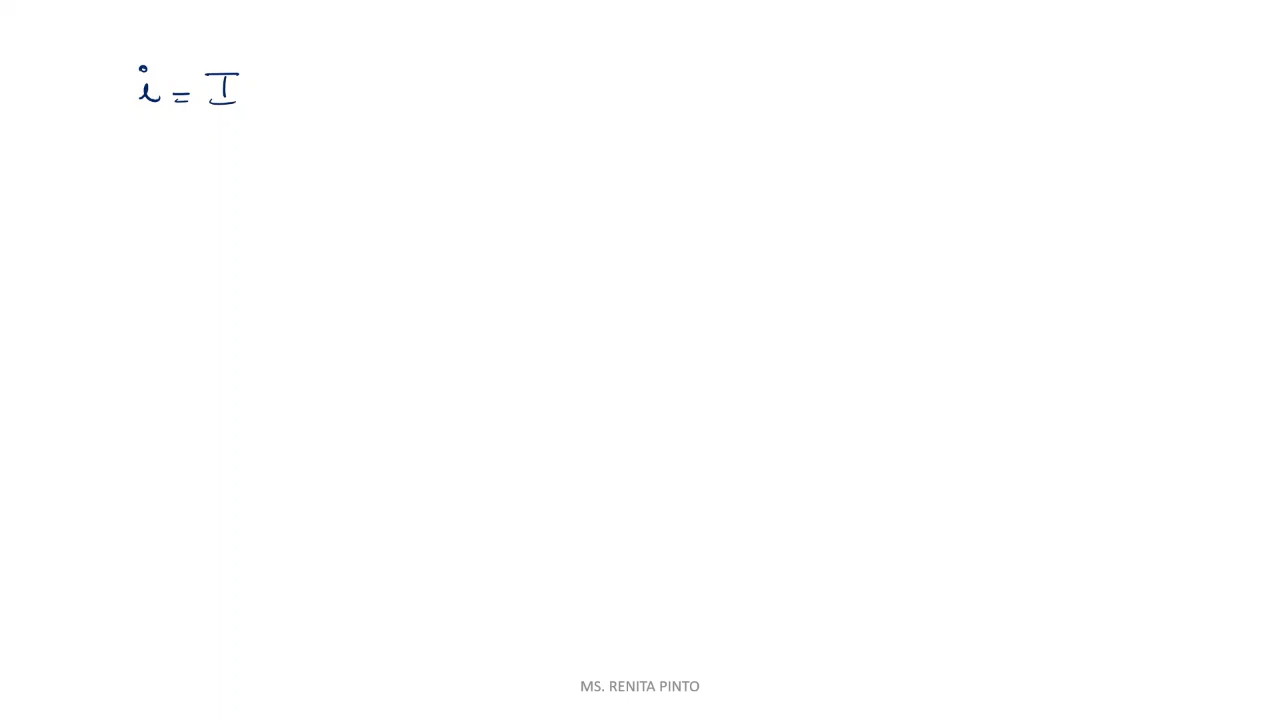 i = I
MS. RENITA PINTO